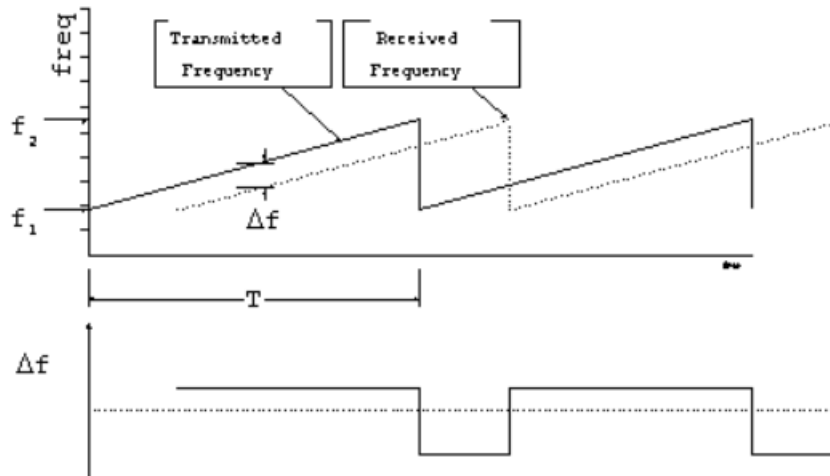 freq
Transmitted
Frequency
Received
Frequency
f₂
Δf
f₁
T
Δf